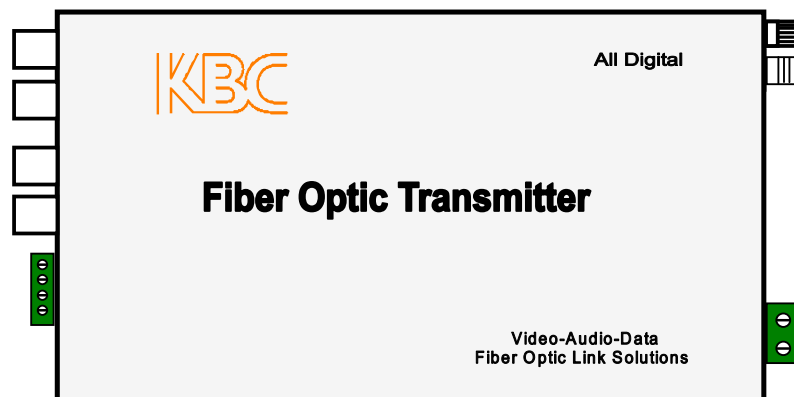 KBC
All Digital
Fiber Optic Transmitter
Video-Audio-Data
Fiber Optic Link Solutions